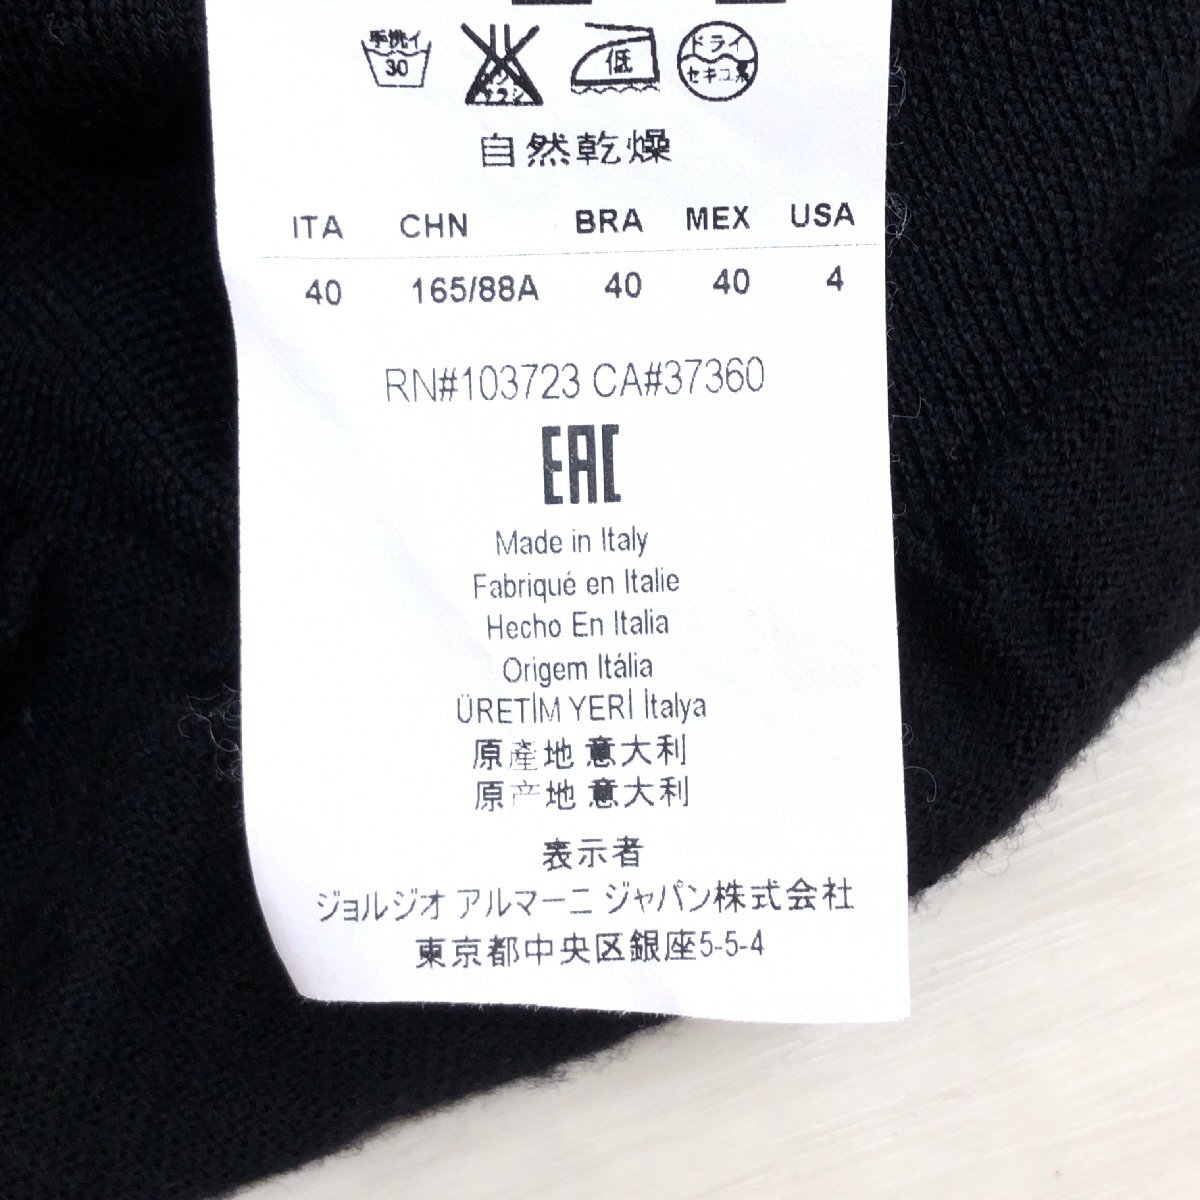 手洗イ 30 低 ドライ セキユ系
自然乾燥
ITA CHN BRA MEX USA
40 165/88A 40 40 4
RN#103723 CA#37360
EAC
Made in Italy
Fabriqué en Italie
Hecho En Italia
Origem Itália
ÜRETİM YERİ İtalya
原產地 意大利
原产地 意大利
表示者
ジョルジオ アルマーニ ジャパン株式会社
東京都中央区銀座5-5-4